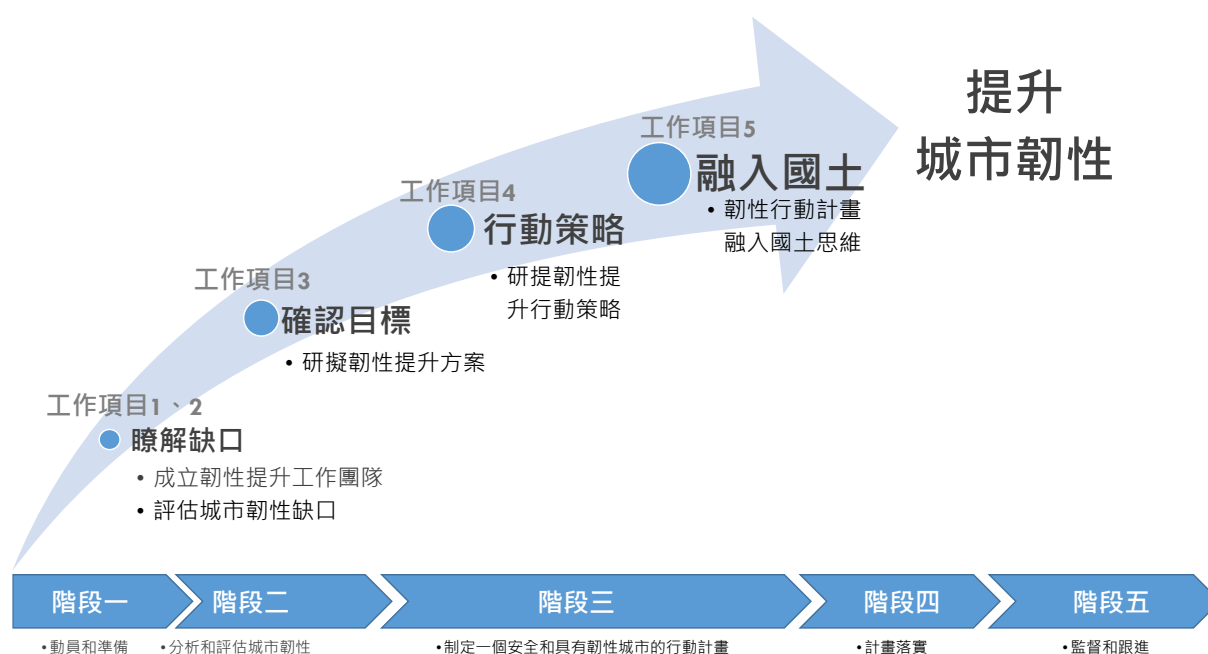 提升
城市韌性
工作項目5
融入國土
• 韌性行動計畫
融入國土思維
工作項目4
行動策略
• 研提韌性提
升行動策略
工作項目3
確認目標
• 研擬韌性提升方案
工作項目1、2
瞭解缺口
• 成立韌性提升工作團隊
• 評估城市韌性缺口
階段一
階段二
階段三
階段四
階段五
•動員和準備
•分析和評估城市韌性
•制定一個安全和具有韌性城市的行動計畫
•計畫落實
•監督和跟進